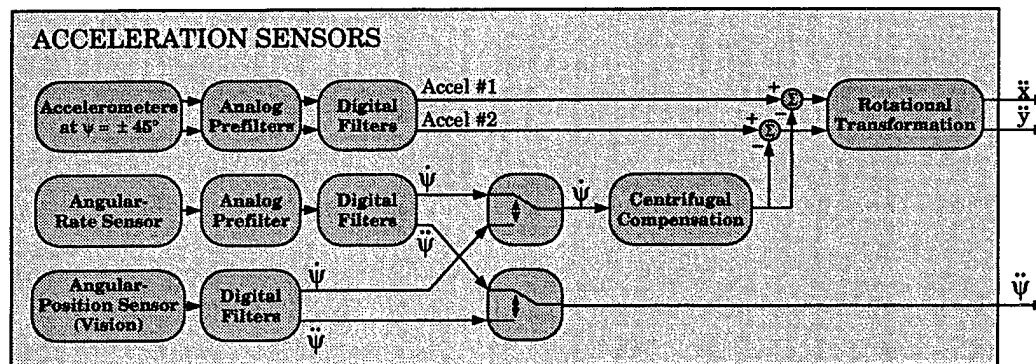 ACCELERATION SENSORS
Accelerometers
at ψ = ± 45°
Analog
Prefilters
Digital
Filters
Accel #1
Accel #2
+
Σ
−
+
Σ
−
Rotational
Transformation
ẍ
ÿ
Angular-
Rate Sensor
Analog
Prefilter
Digital
Filters
ψ̇
ψ̈
ψ̇
Centrifugal
Compensation
Angular-
Position Sensor
(Vision)
Digital
Filters
ψ̇
ψ̈
ψ̈